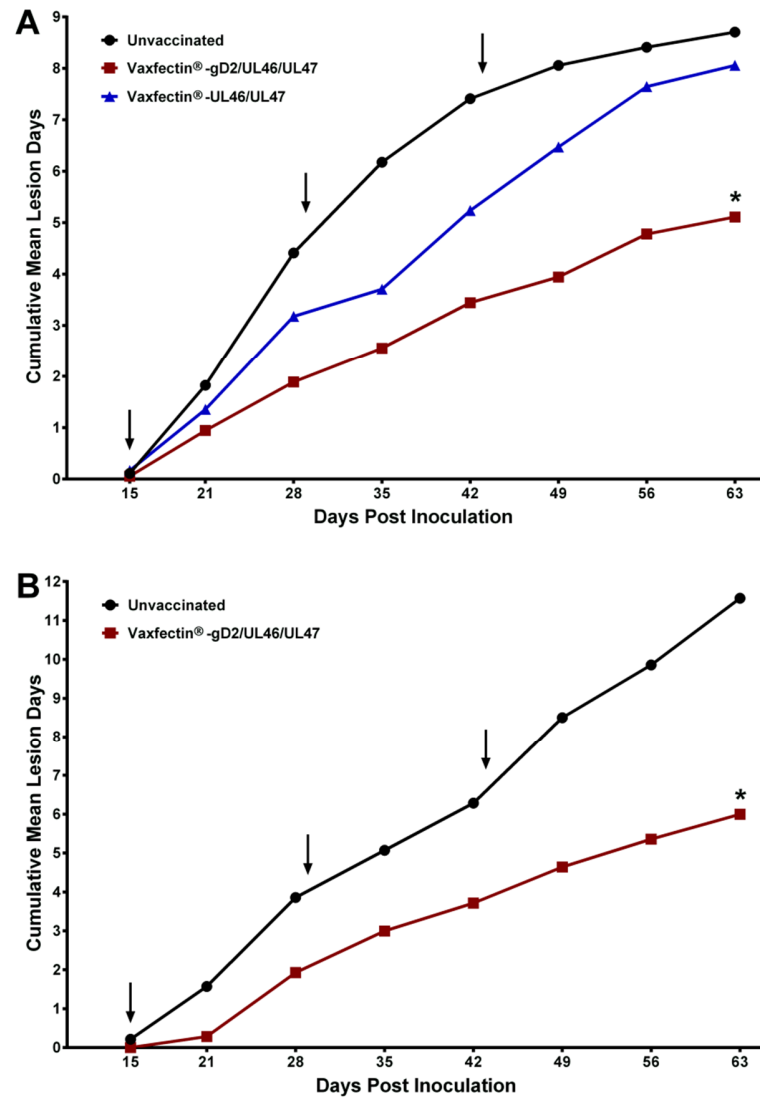 A
Unvaccinated
Vaxfectin®-gD2/UL46/UL47
Vaxfectin®-UL46/UL47
Cumulative Mean Lesion Days
9
8
7
6
5
4
3
2
1
0
*
15 21 28 35 42 49 56 63
Days Post Inoculation
B
Unvaccinated
Vaxfectin®-gD2/UL46/UL47
Cumulative Mean Lesion Days
12
11
10
9
8
7
6
5
4
3
2
1
0
*
15 21 28 35 42 49 56 63
Days Post Inoculation